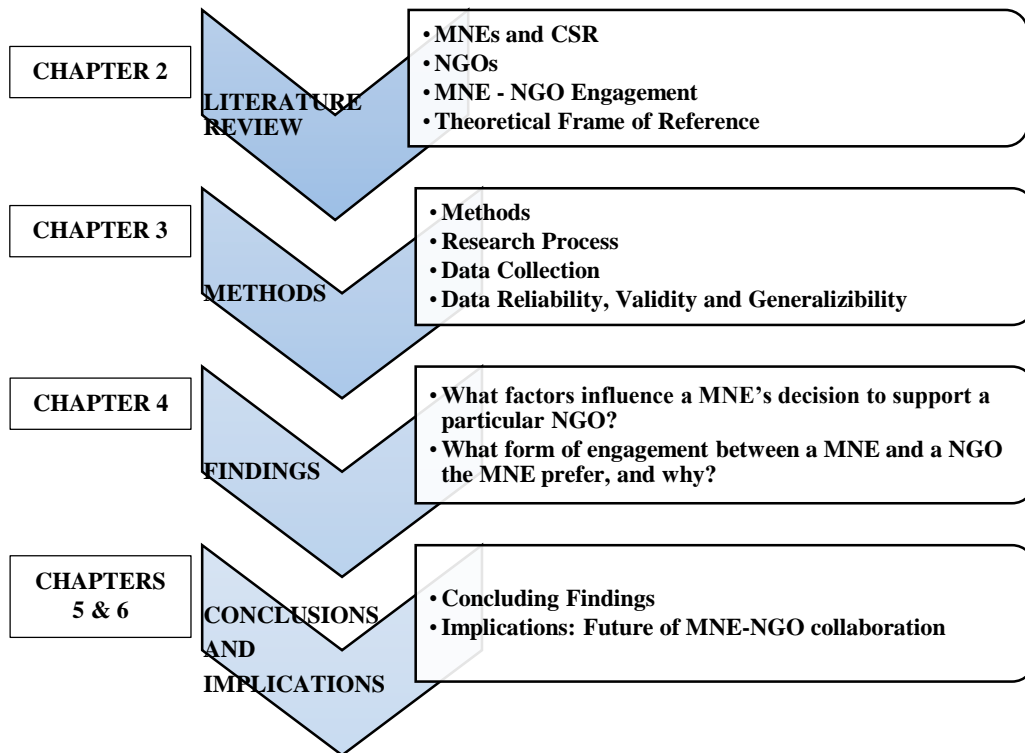 CHAPTER 2
LITERATURE
REVIEW
• MNEs and CSR
• NGOs
• MNE - NGO Engagement
• Theoretical Frame of Reference
CHAPTER 3
METHODS
• Methods
• Research Process
• Data Collection
• Data Reliability, Validity and Generalizibility
CHAPTER 4
FINDINGS
• What factors influence a MNE’s decision to support a
particular NGO?
• What form of engagement between a MNE and a NGO
the MNE prefer, and why?
CHAPTERS
5 & 6
CONCLUSIONS
AND
IMPLICATIONS
• Concluding Findings
• Implications: Future of MNE-NGO collaboration